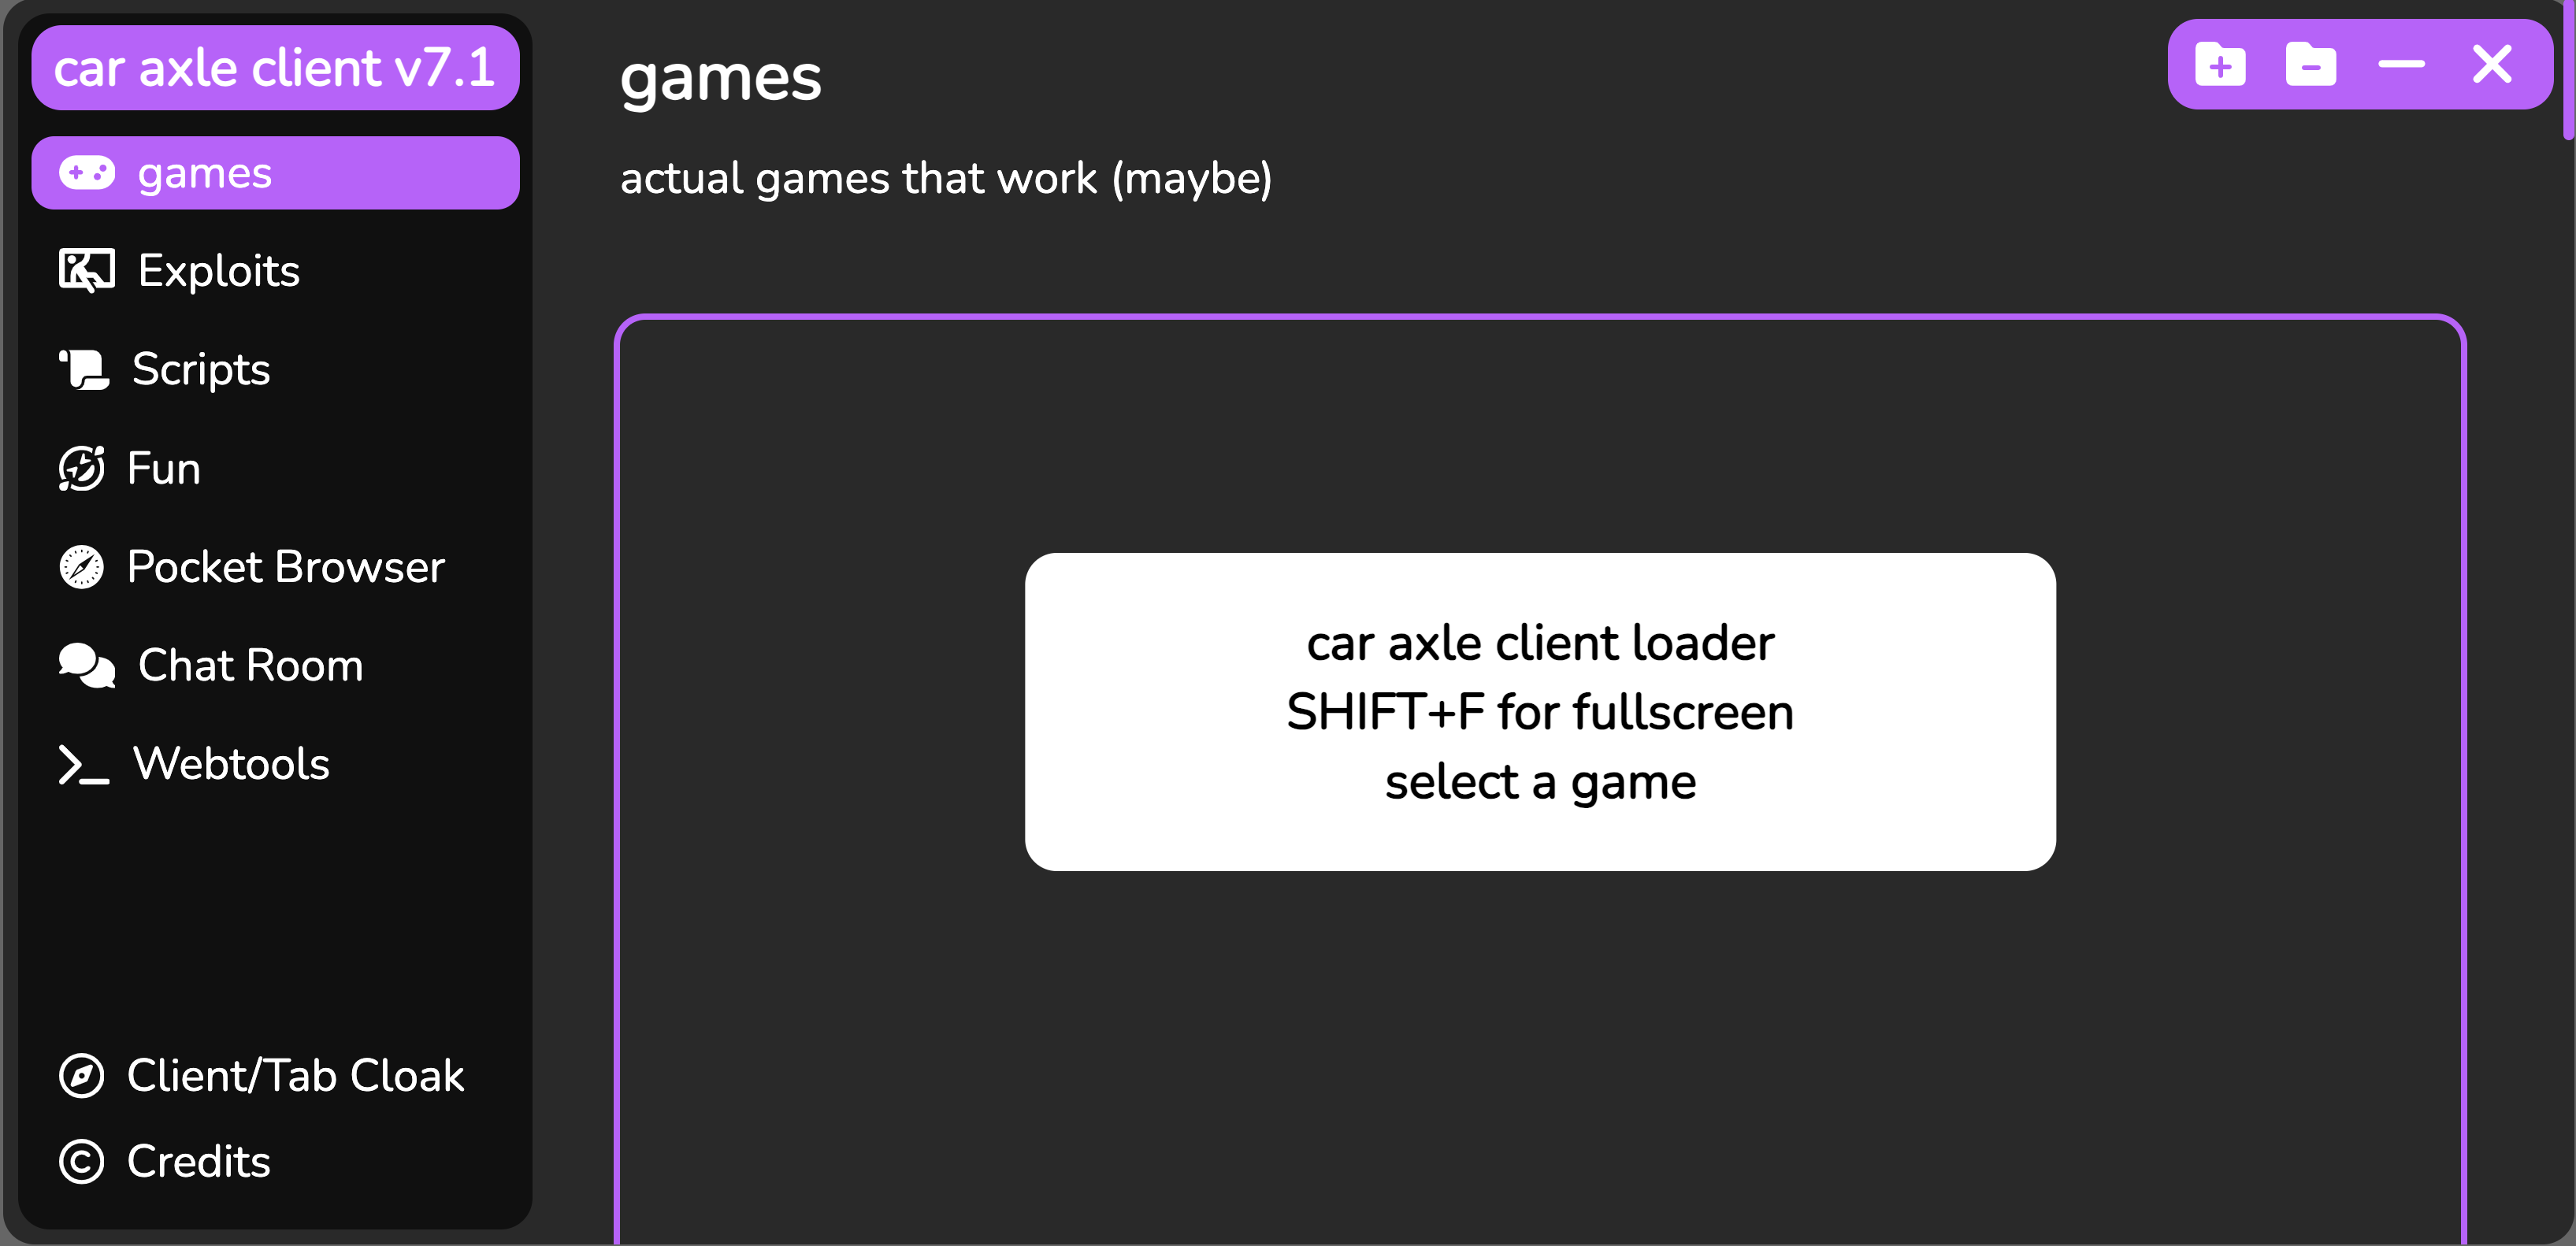 car axle client v7.1
games
Exploits
Scripts
Fun
Pocket Browser
Chat Room
Webtools
Client/Tab Cloak
Credits
games
actual games that work (maybe)
car axle client loader
SHIFT+F for fullscreen
select a game